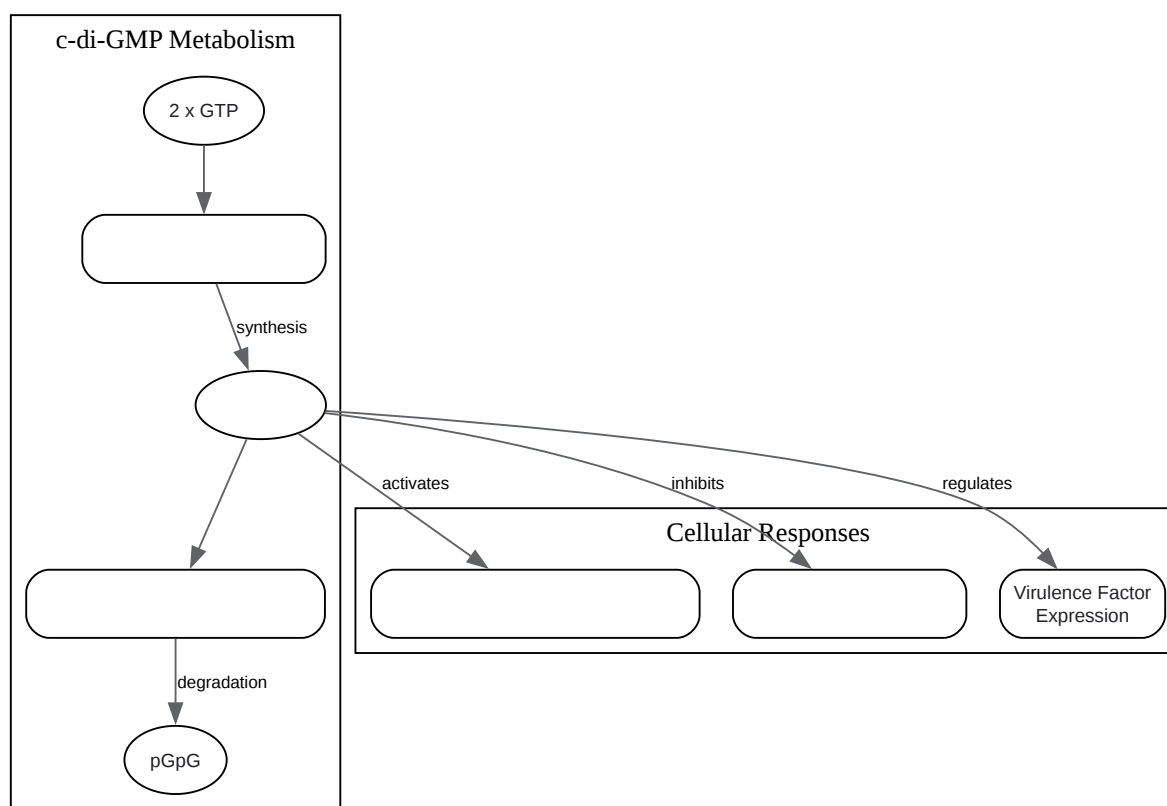 c-di-GMP Metabolism
2 x GTP
synthesis
activates
inhibits
regulates
Cellular Responses
Virulence Factor
Expression
degradation
pGpG